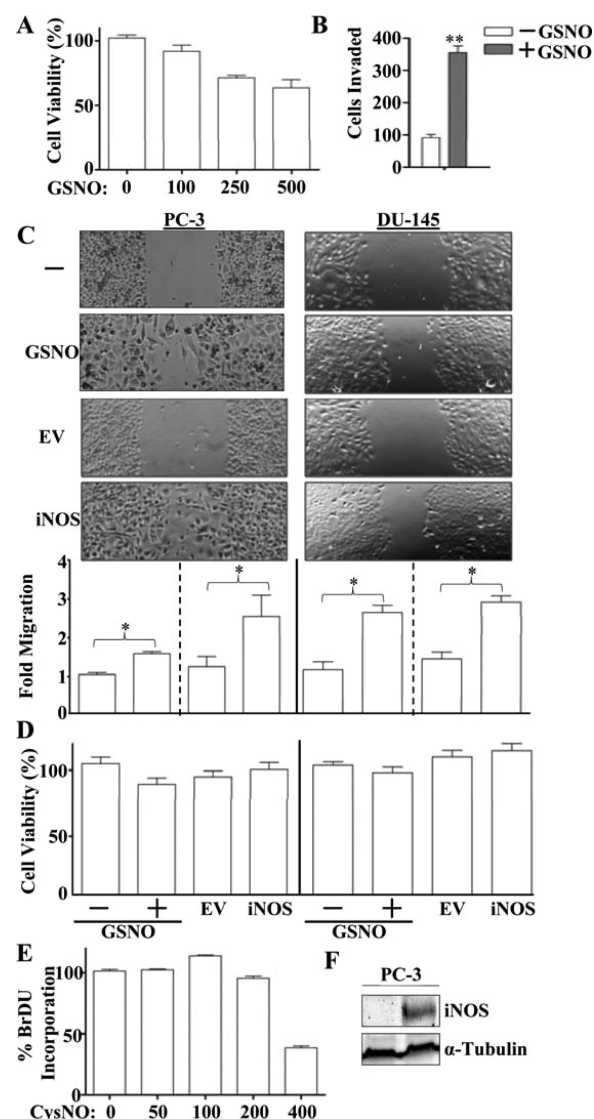 A
Cell Viability (%)
100
50
0
0 100 250 500
GSNO:
B
− GSNO
+ GSNO
Cells Invaded
400
300
200
100
0
**
C
PC-3 DU-145
−
GSNO
EV
iNOS
Fold Migration
4
3
2
1
0
* * * *
D
Cell Viability (%)
100
50
0
− + EV iNOS − + EV iNOS
GSNO GSNO
E
% BrDU
Incorporation
100
50
0
CysNO: 0 50 100 200 400
F
PC-3
iNOS
α-Tubulin